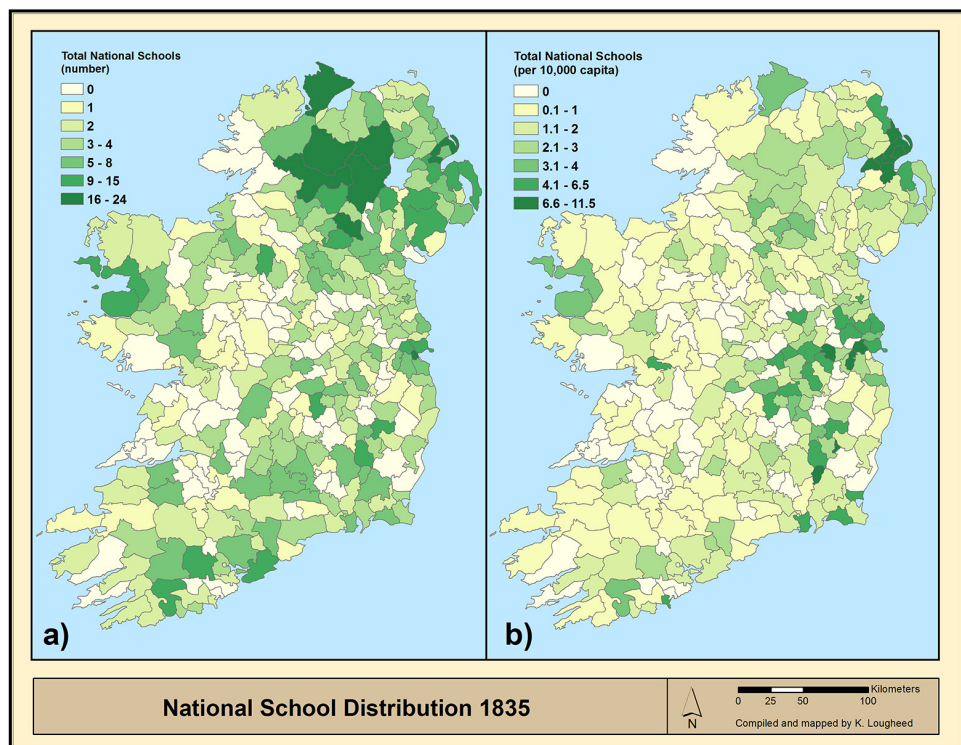 Total National Schools
(number)
0
1
2
3 - 4
5 - 8
9 - 15
16 - 24
a)
Total National Schools
(per 10,000 capita)
0
0.1 - 1
1.1 - 2
2.1 - 3
3.1 - 4
4.1 - 6.5
6.6 - 11.5
b)
National School Distribution 1835
N
Kilometers
0 25 50 100
Compiled and mapped by K. Lougheed